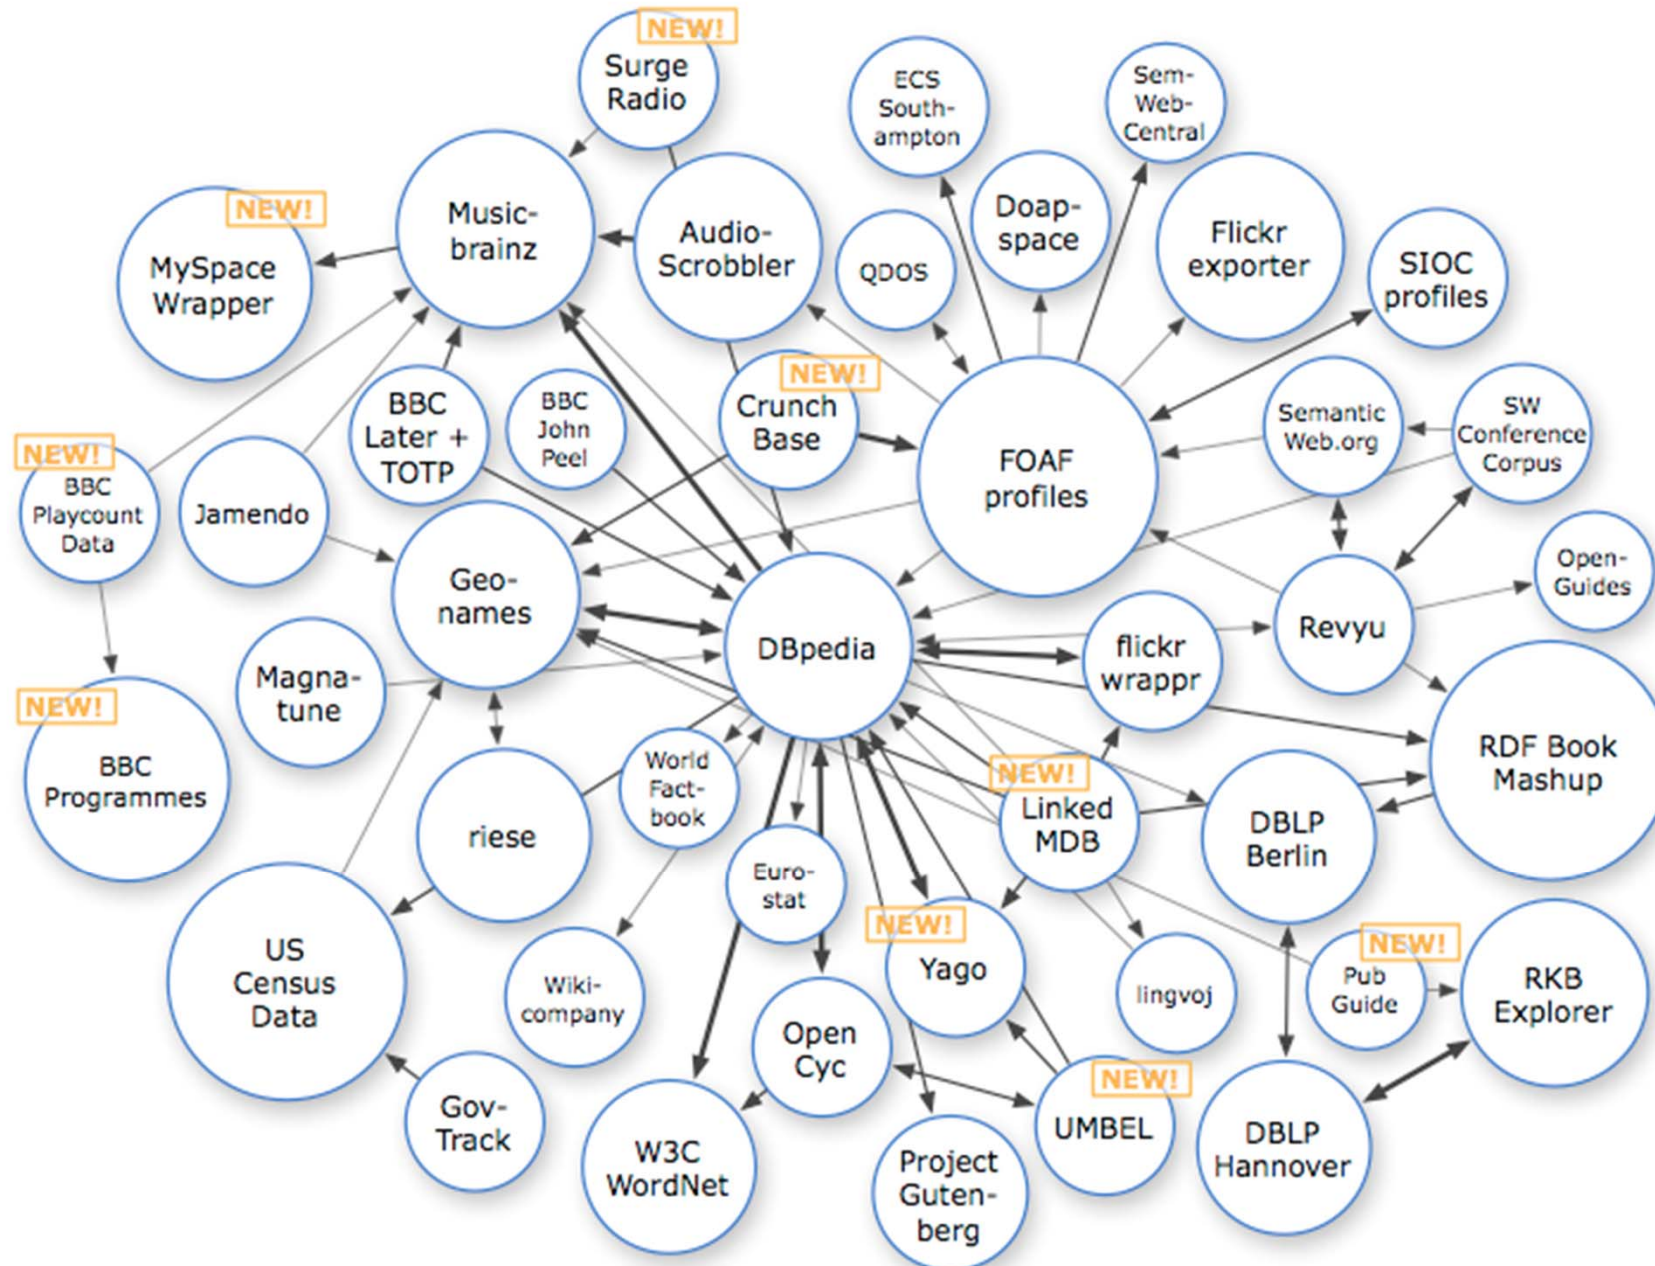 NEW!
Surge
Radio
ECS
South-
ampton
Sem-
Web-
Central
NEW!
MySpace
Wrapper
Music-
brainz
Audio-
Scrobbler
QDOS
Doap-
space
Flickr
exporter
SIOC
profiles
NEW!
BBC
Playcount
Data
Jamendo
BBC
Later +
TOTP
BBC
John
Peel
NEW!
Crunch
Base
FOAF
profiles
Semantic
Web.org
SW
Conference
Corpus
Open-
Guides
Geo-
names
DBpedia
flickr
wrappr
Revyu
NEW!
BBC
Programmes
Magna-
tune
riese
World
Fact-
book
Euro-
stat
NEW!
Linked
MDB
DBLP
Berlin
RDF Book
Mashup
US
Census
Data
Wiki-
company
Open
Cyc
NEW!
Yago
lingvoj
NEW!
Pub
Guide
RKB
Explorer
Gov-
Track
W3C
WordNet
Project
Guten-
berg
NEW!
UMBEL
DBLP
Hannover